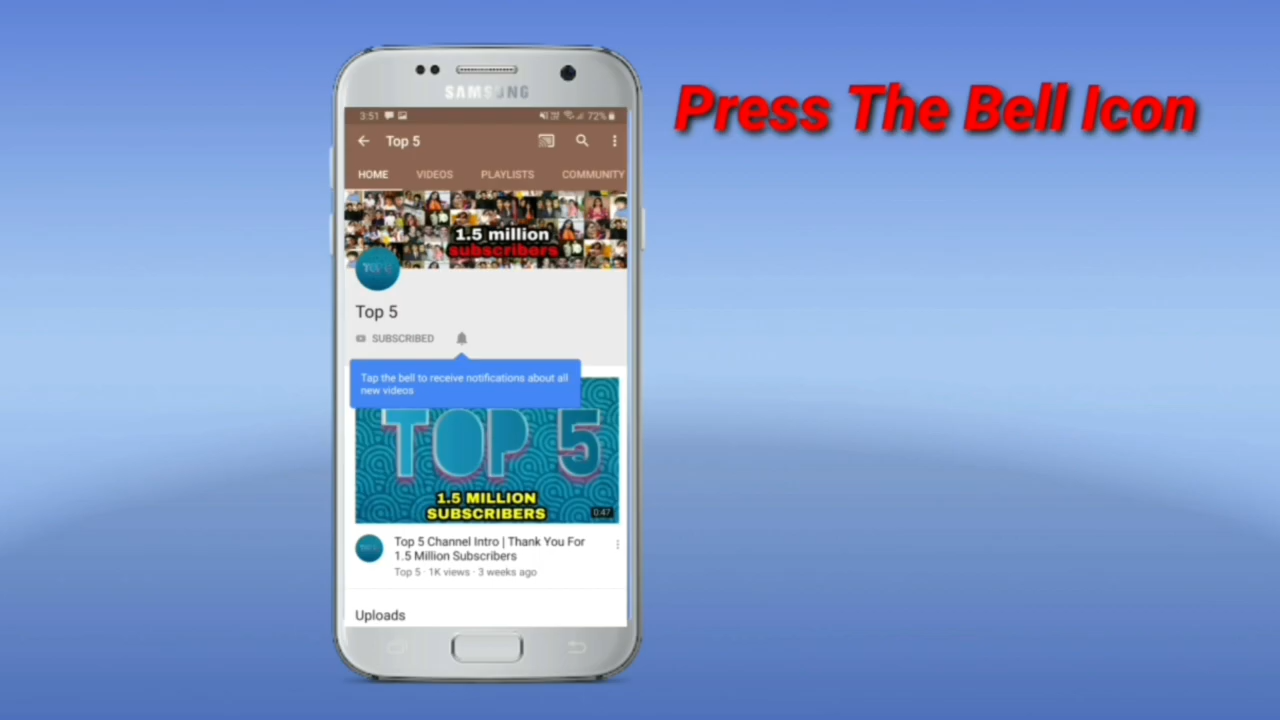 Press The Bell Icon
SAMSUNG
3:51
72%
Top 5
HOME VIDEOS PLAYLISTS COMMUNITY
1.5 million
subscribers
TOP 5
Top 5
SUBSCRIBED
Tap the bell to receive notifications about all
new videos
TOP 5
1.5 MILLION
SUBSCRIBERS
0:47
Top 5 Channel Intro | Thank You For
1.5 Million Subscribers
Top 5 · 1K views · 3 weeks ago
Uploads